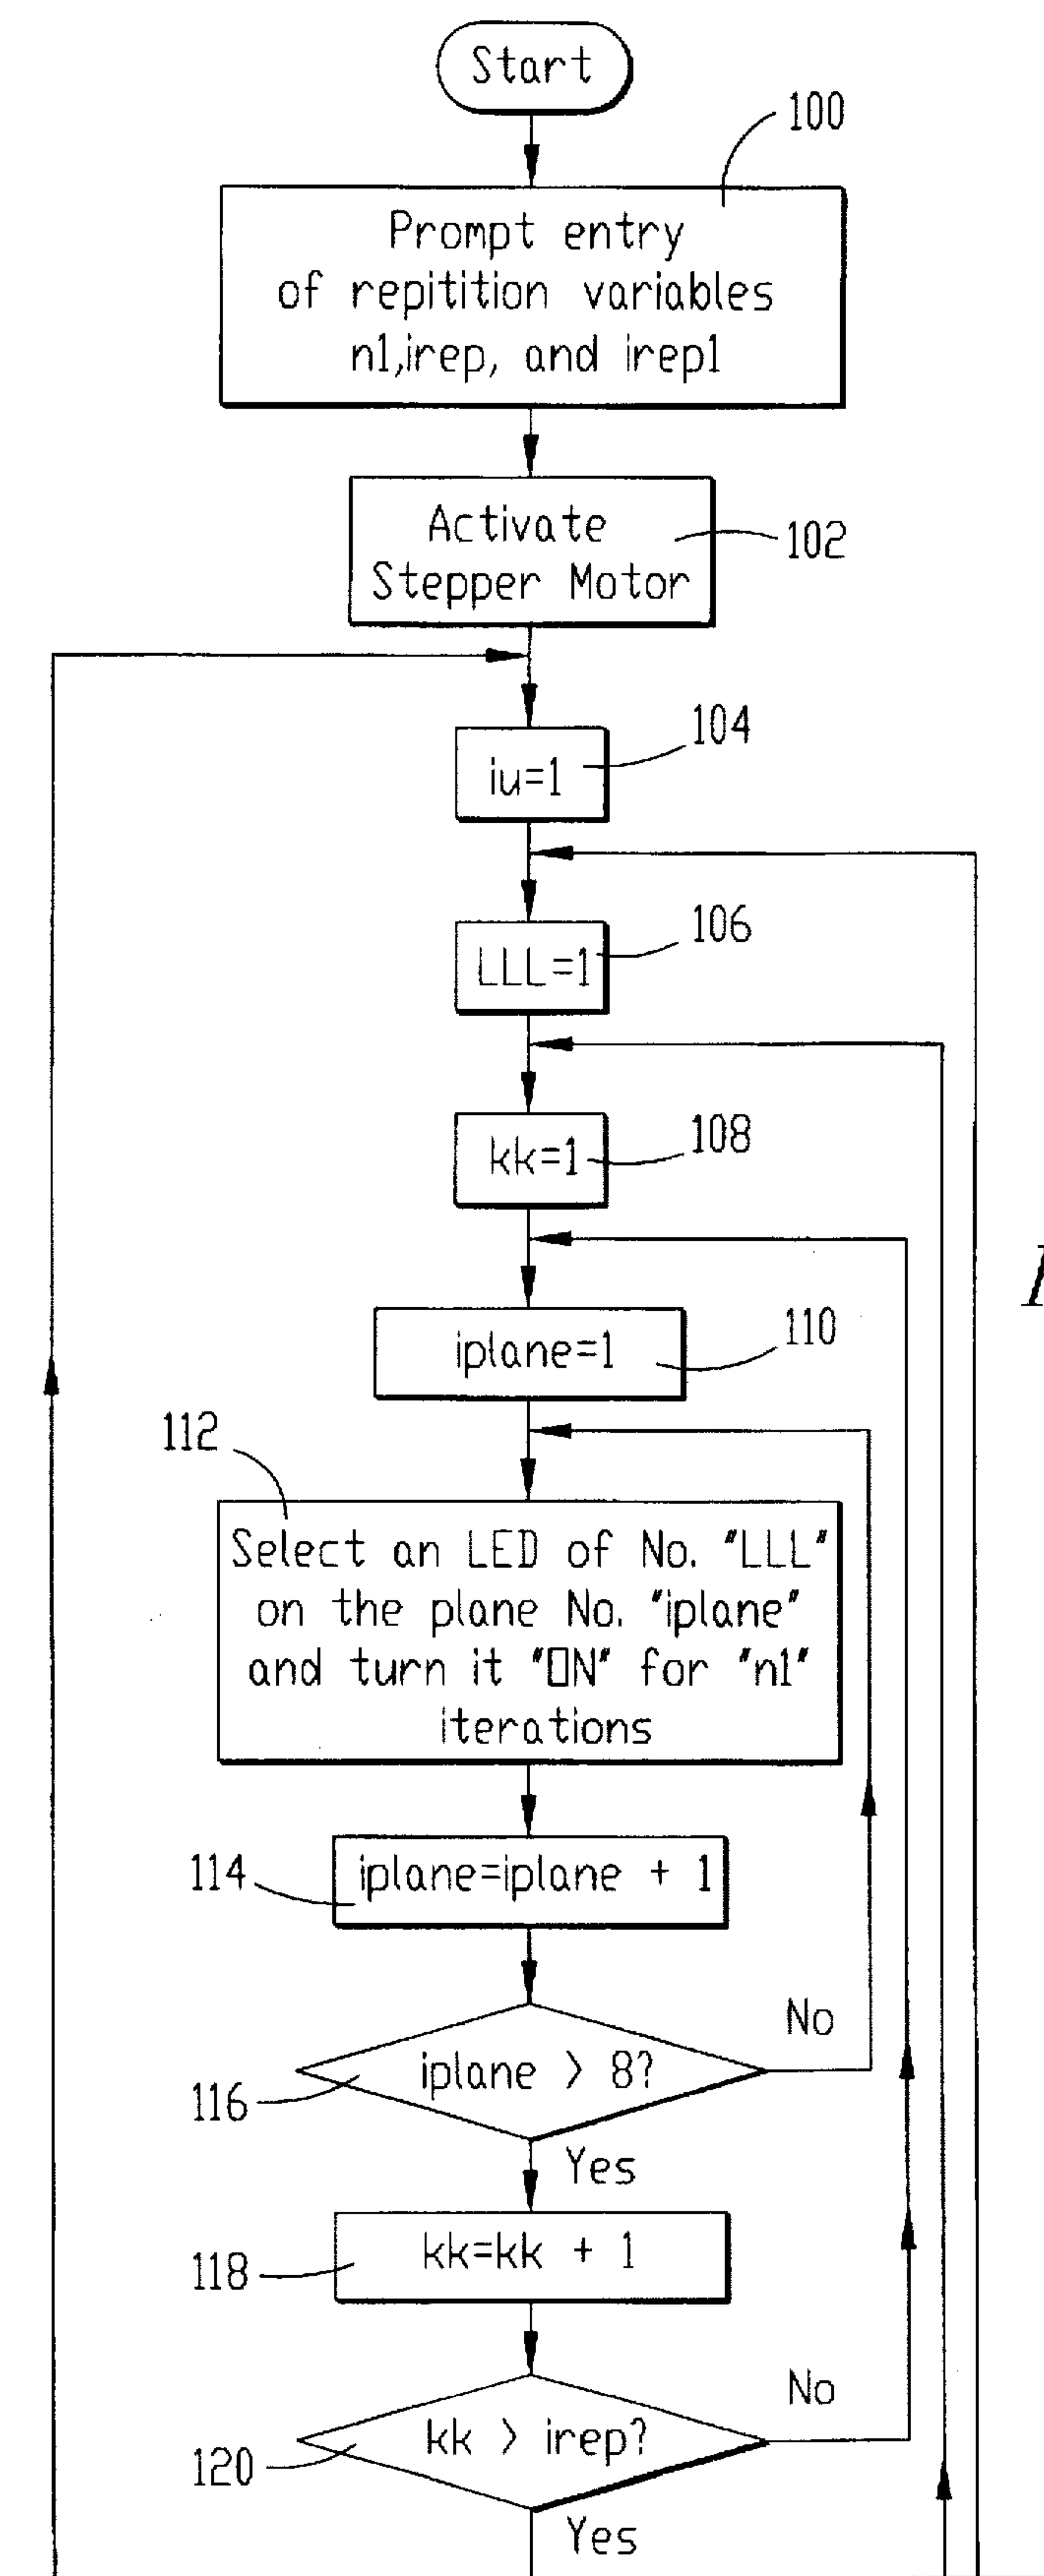 Start
100
Prompt entry
of repitition variables
n1,irep, and irep1
Activate
Stepper Motor
102
104
iu=1
106
LLL=1
108
kk=1
110
iplane=1
112
Select an LED of No. "LLL"
on the plane No. "iplane"
and turn it "ON" for "n1"
iterations
114
iplane=iplane + 1
No
iplane > 8?
116
Yes
kk=kk + 1
118
No
kk > irep?
120
Yes